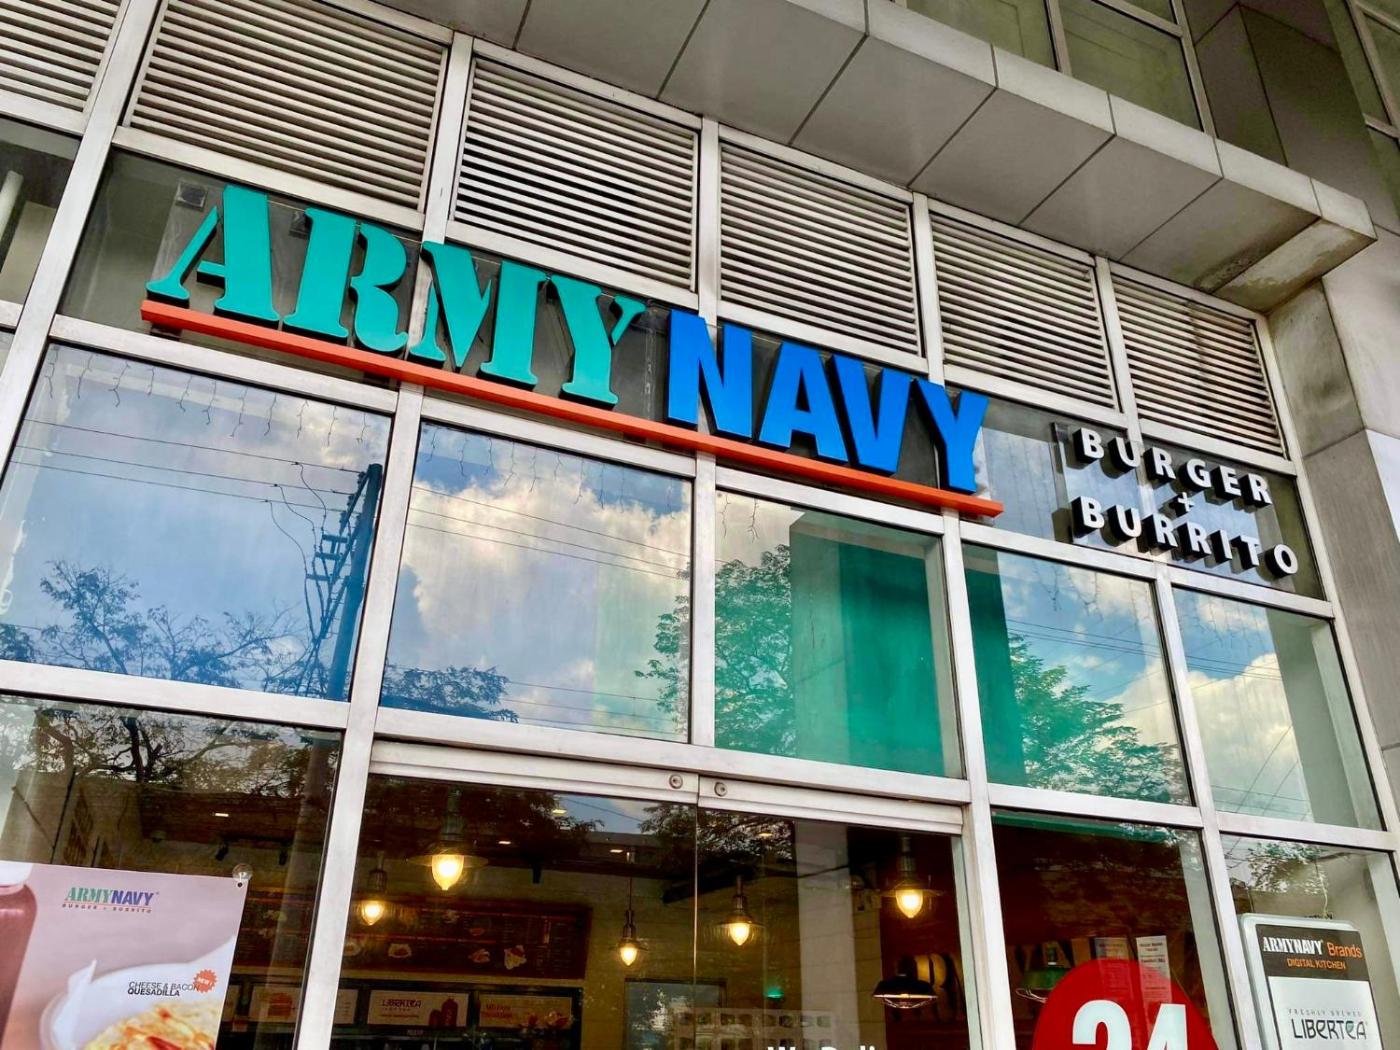 ARMY NAVY
BURGER
+
BURRITO
ARMYNAVY
BURGER + BURRITO
CHEESE & BACON
QUESADILLA
LIBERTEA
24
ARMYNAVY Brands
DIGITAL KITCHEN
FRESHLY BREWED
LIBERTEA